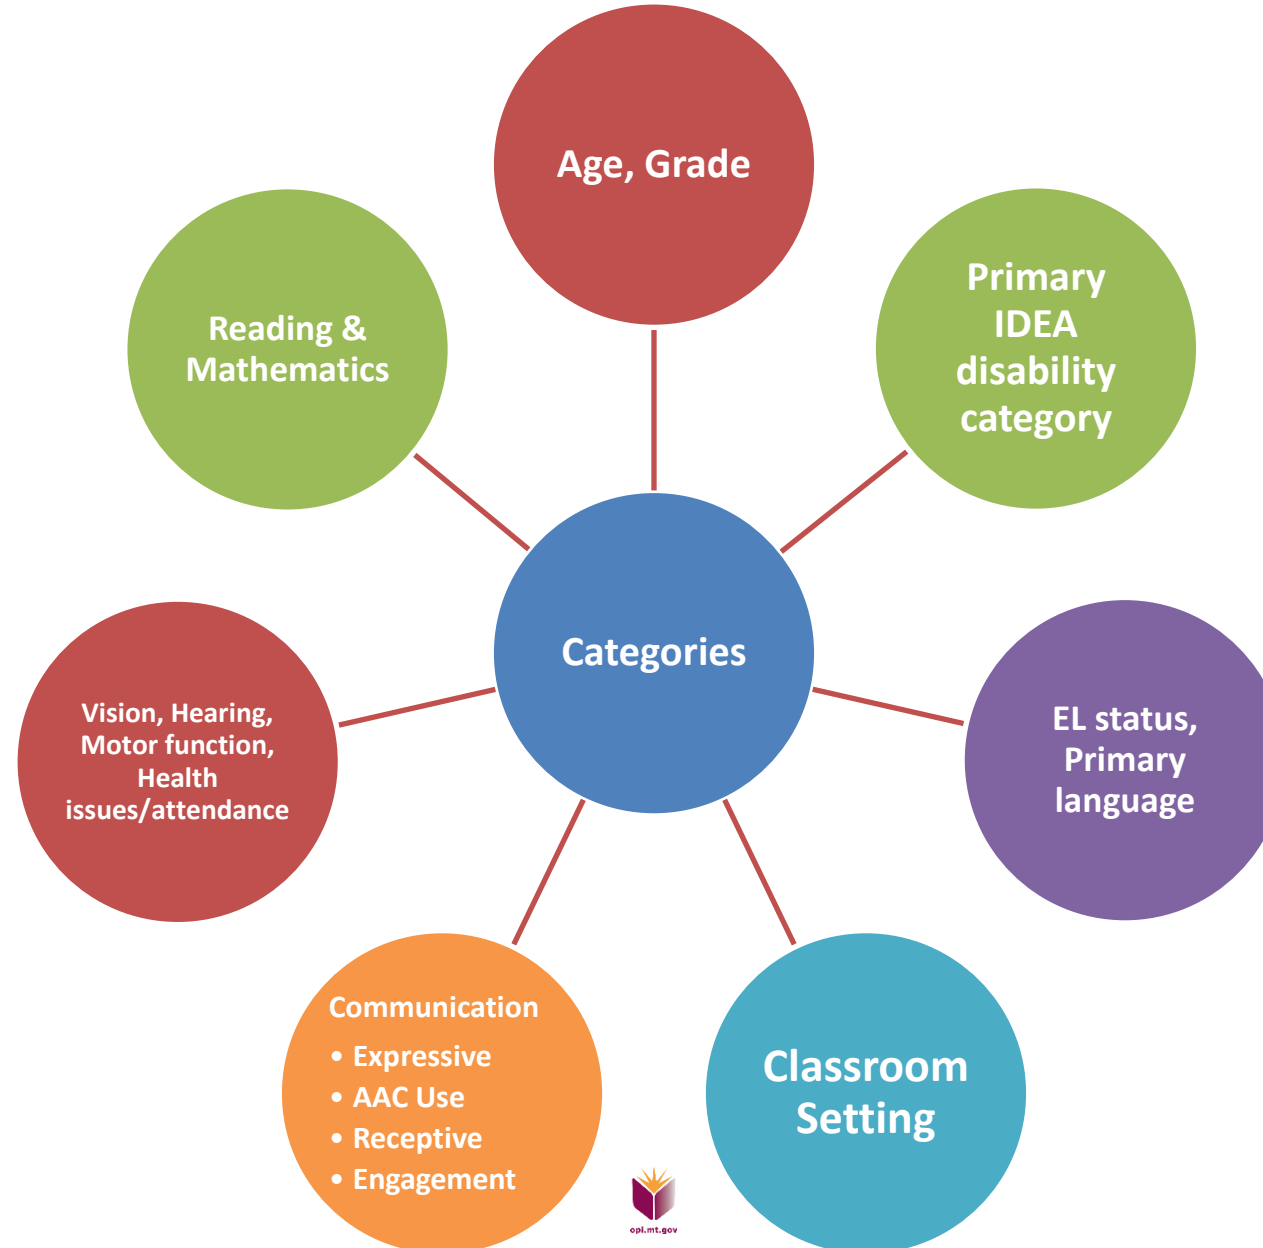 Age, Grade
Primary
IDEA
disability
category
EL status,
Primary
language
Classroom
Setting
Communication
• Expressive
• AAC Use
• Receptive
• Engagement
Vision, Hearing,
Motor function,
Health
issues/attendance
Reading &
Mathematics
Categories
opi.mt.gov